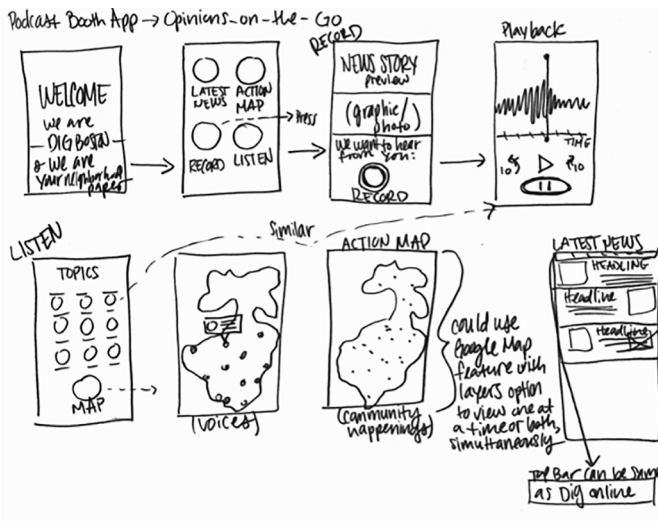 Podcast Booth App → Opinions-on-the-Go
WELCOME
we are
DIG BOSTON
& we are
your neighborhood
paper
LATEST NEWS
ACTION MAP
RECORD
LISTEN
Press
RECORD
NEWS STORY
preview
(graphic/
photo)
We want to hear
from you:
RECORD
Playback
TIME
10
10
LISTEN
TOPICS
MAP
Similar
(voices)
ACTION MAP
(community
happenings)
could use
Google Map
feature with
layers option
to view one at
a time or both,
simultaneously
LATEST NEWS
HEADLINE
Headline
Headline
Top Bar can be same
as Dig online